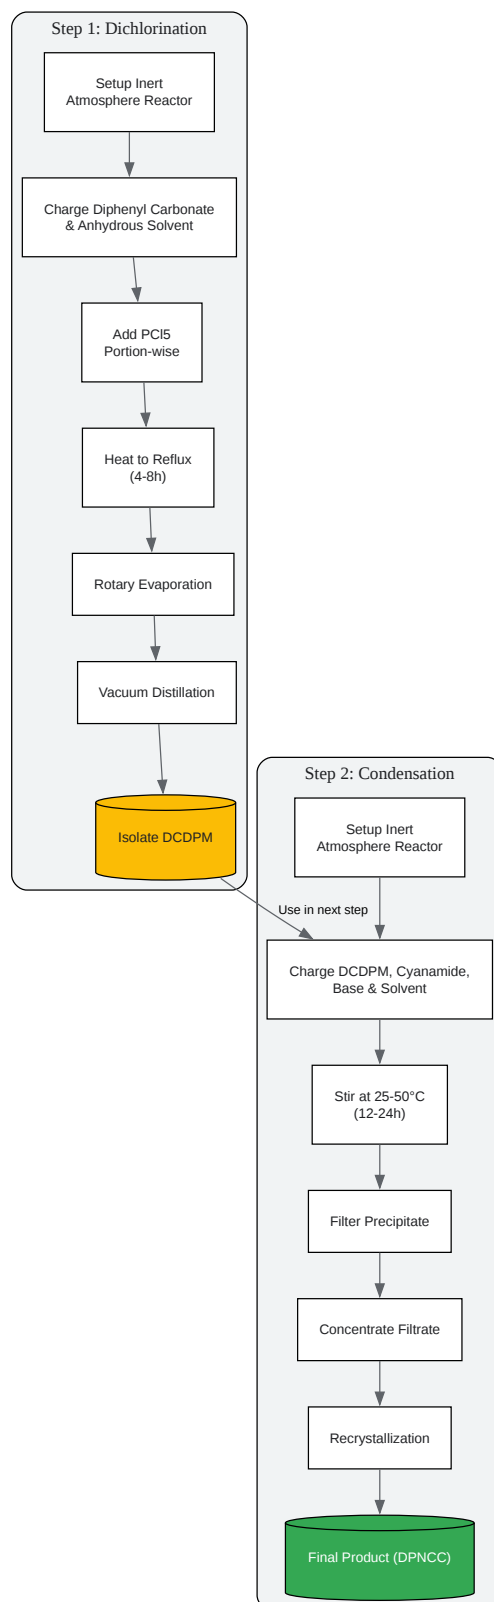 Step 1: Dichlorination
Setup Inert
Atmosphere Reactor
Charge Diphenyl Carbonate
& Anhydrous Solvent
Add PCl5
Portion-wise
Heat to Reflux
(4-8h)
Rotary Evaporation
Vacuum Distillation
Isolate DCDPM
Step 2: Condensation
Setup Inert
Atmosphere Reactor
Use in next step
Charge DCDPM, Cyanamide,
Base & Solvent
Stir at 25-50°C
(12-24h)
Filter Precipitate
Concentrate Filtrate
Recrystallization
Final Product (DPNCC)